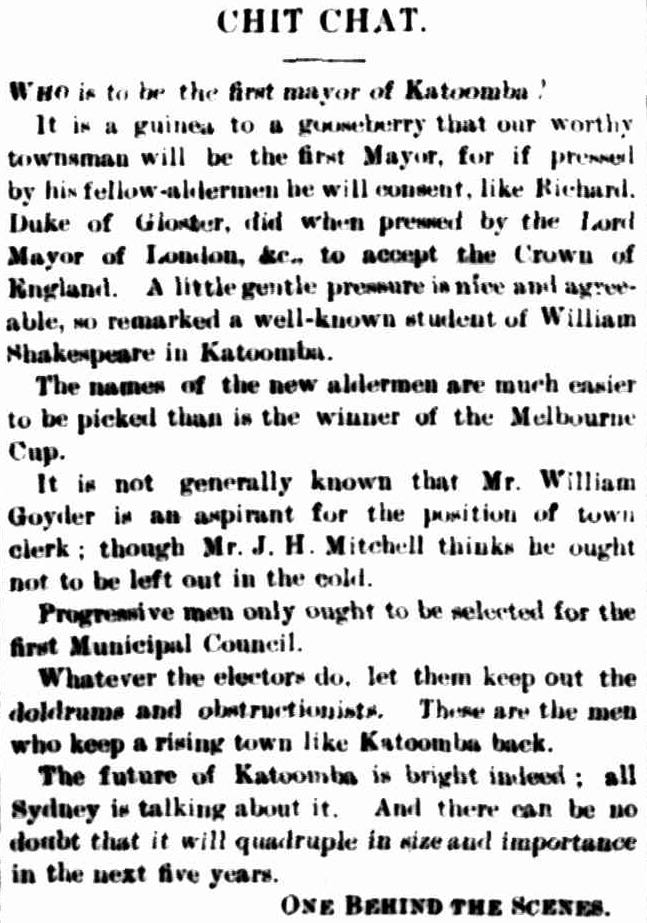 CHIT CHAT.
WHO is to be the first mayor of Katoomba?
It is a guinea to a gooseberry that our worthy
townsman will be the first Mayor, for if pressed
by his fellow-aldermen he will consent, like Richard.
Duke of Gloster, did when pressed by the Lord
Mayor of London, &c., to accept the Crown of
England. A little gentle pressure is nice and agree-
able, so remarked a well-known student of William
Shakespeare in Katoomba.
The names of the new aldermen are much easier
to be picked than is the winner of the Melbourne
Cup.
It is not generally known that Mr. William
Goyder is an aspirant for the position of town
clerk; though Mr. J. H. Mitchell thinks he ought
not to be left out in the cold.
Progressive men only ought to be selected for the
first Municipal Council.
Whatever the electors do, let them keep out the
doldrums and obstructionists. These are the men
who keep a rising town like Katoomba back.
The future of Katoomba is bright indeed; all
Sydney is talking about it. And there can be no
doubt that it will quadruple in size and importance
in the next five years.
ONE BEHIND THE SCENES.